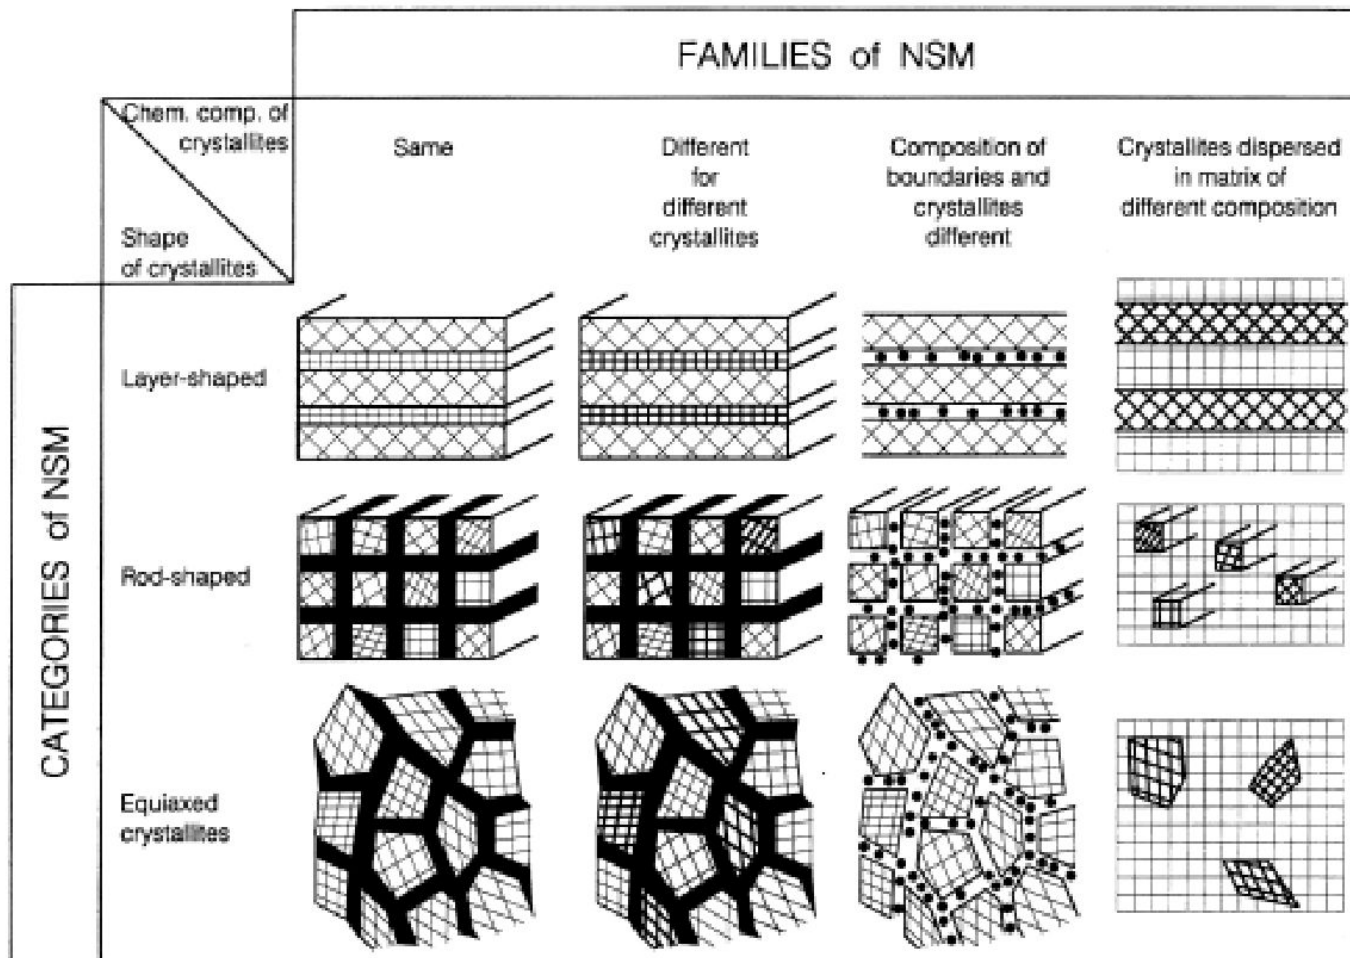 FAMILIES of NSM
Chem. comp. of
crystallites
Shape
of crystallites
Same
Different
for
different
crystallites
Composition of
boundaries and
crystallites
different
Crystallites dispersed
in matrix of
different composition
CATEGORIES of NSM
Layer-shaped
Rod-shaped
Equiaxed
crystallites